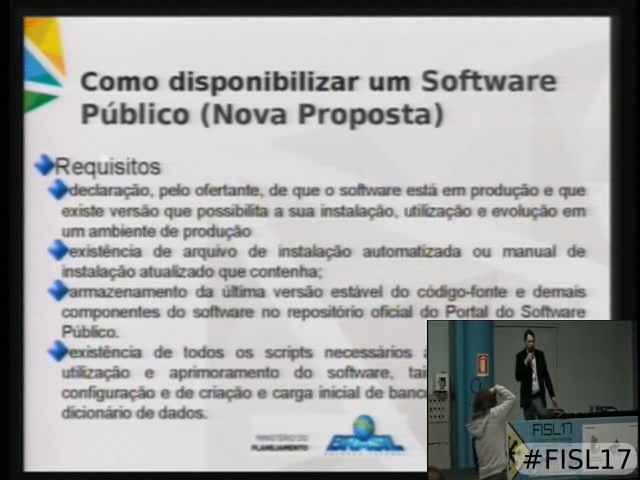 Como disponibilizar um Software
Público (Nova Proposta)
Requisitos
declaração, pelo ofertante, de que o software está em produção e que
existe versão que possibilita a sua instalação, utilização e evolução em
um ambiente de produção
existência de arquivo de instalação automatizada ou manual de
instalação atualizado que contenha;
armazenamento da última versão estável do código-fonte e demais
componentes do software no repositório oficial do Portal do Software
Público.
existência de todos os scripts necessários
utilização e aprimoramento do software,
configuração e de criação e carga inicial de
dicionário de dados.
MINISTÉRIO DO
PLANEJAMENTO
BRASIL
FISL17
#FISL17